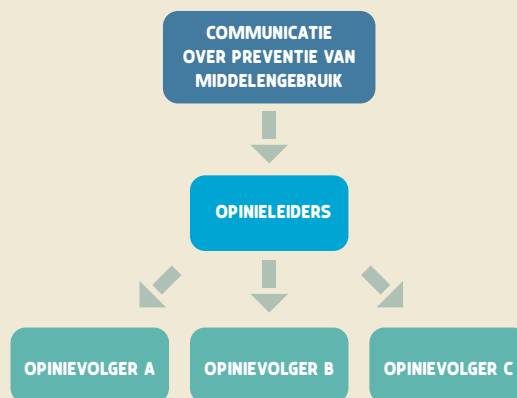 COMMUNICATIE
OVER PREVENTIE VAN
MIDDELENGEBRUIK
OPINIELEIDERS
OPINIEVOLGER A
OPINIEVOLGER B
OPINIEVOLGER C